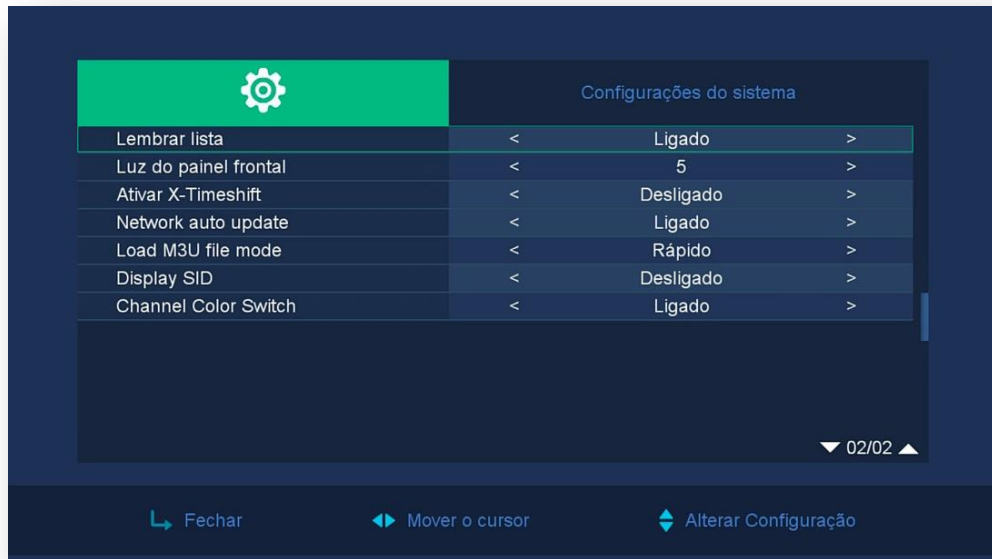 Configurações do sistema
Lembrar lista < Ligado >
Luz do painel frontal < 5 >
Ativar X-Timeshift < Desligado >
Network auto update < Ligado >
Load M3U file mode < Rápido >
Display SID < Desligado >
Channel Color Switch < Ligado >
02/02
Fechar Mover o cursor Alterar Configuração